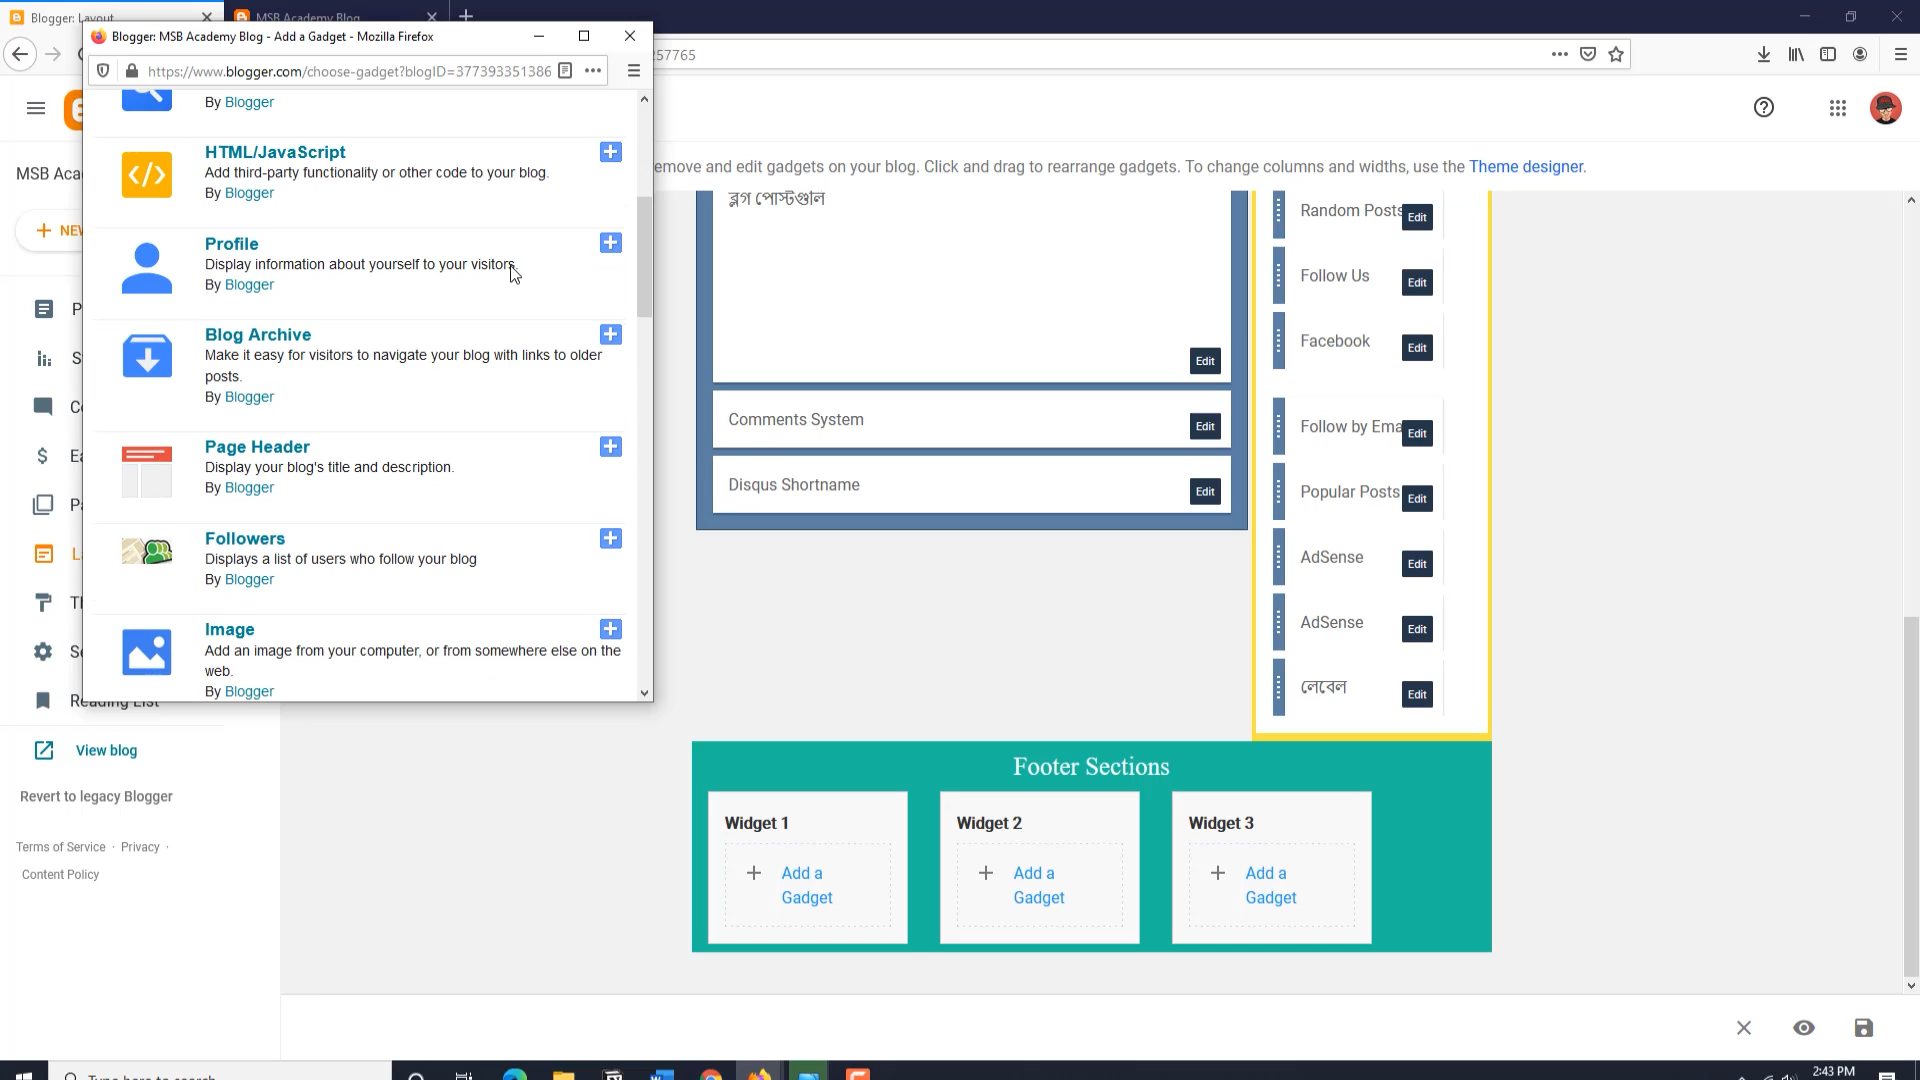 Blogger: Layout
MSB Academy Blog
Blogger: MSB Academy Blog - Add a Gadget - Mozilla Firefox
https://www.blogger.com/choose-gadget?blogID=377393351386
57765
By Blogger
HTML/JavaScript
Add third-party functionality or other code to your blog.
By Blogger
Profile
Display information about yourself to your visitors.
By Blogger
Blog Archive
Make it easy for visitors to navigate your blog with links to older
posts.
By Blogger
Page Header
Display your blog's title and description.
By Blogger
Followers
Displays a list of users who follow your blog
By Blogger
Image
Add an image from your computer, or from somewhere else on the
web.
By Blogger
MSB Aca
NEW
Reading List
View blog
Revert to legacy Blogger
Terms of Service · Privacy ·
Content Policy
emove and edit gadgets on your blog. Click and drag to rearrange gadgets. To change columns and widths, use the Theme designer.
ব্লগ পোস্টগুলি
Edit
Comments System
Edit
Disqus Shortname
Edit
Random Posts
Edit
Follow Us
Edit
Facebook
Edit
Follow by Ema
Edit
Popular Posts
Edit
AdSense
Edit
AdSense
Edit
লেবেল
Edit
Footer Sections
Widget 1
Add a
Gadget
Widget 2
Add a
Gadget
Widget 3
Add a
Gadget
Type here to search
2:43 PM